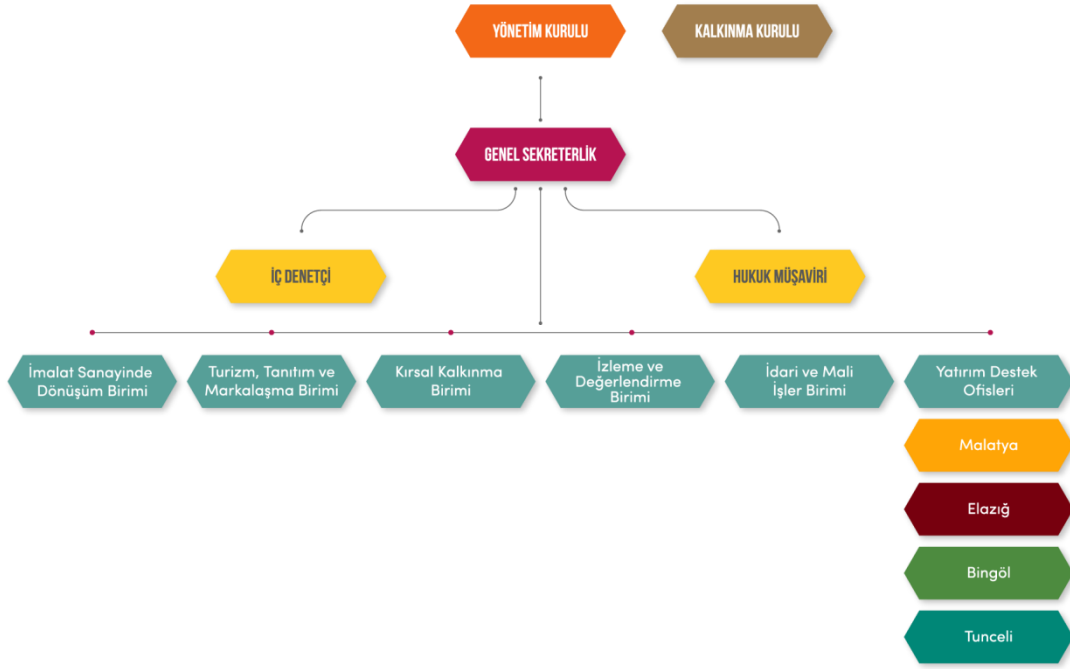 YÖNETİM KURULU
KALKINMA KURULU
GENEL SEKRETERLİK
İÇ DENETÇİ
HUKUK MÜŞAVİRİ
İmalat Sanayinde
Dönüşüm Birimi
Turizm, Tanıtım ve
Markalaşma Birimi
Kırsal Kalkınma
Birimi
İzleme ve
Değerlendirme
Birimi
İdari ve Mali
İşler Birimi
Yatırım Destek
Ofisleri
Malatya
Elazığ
Bingöl
Tunceli